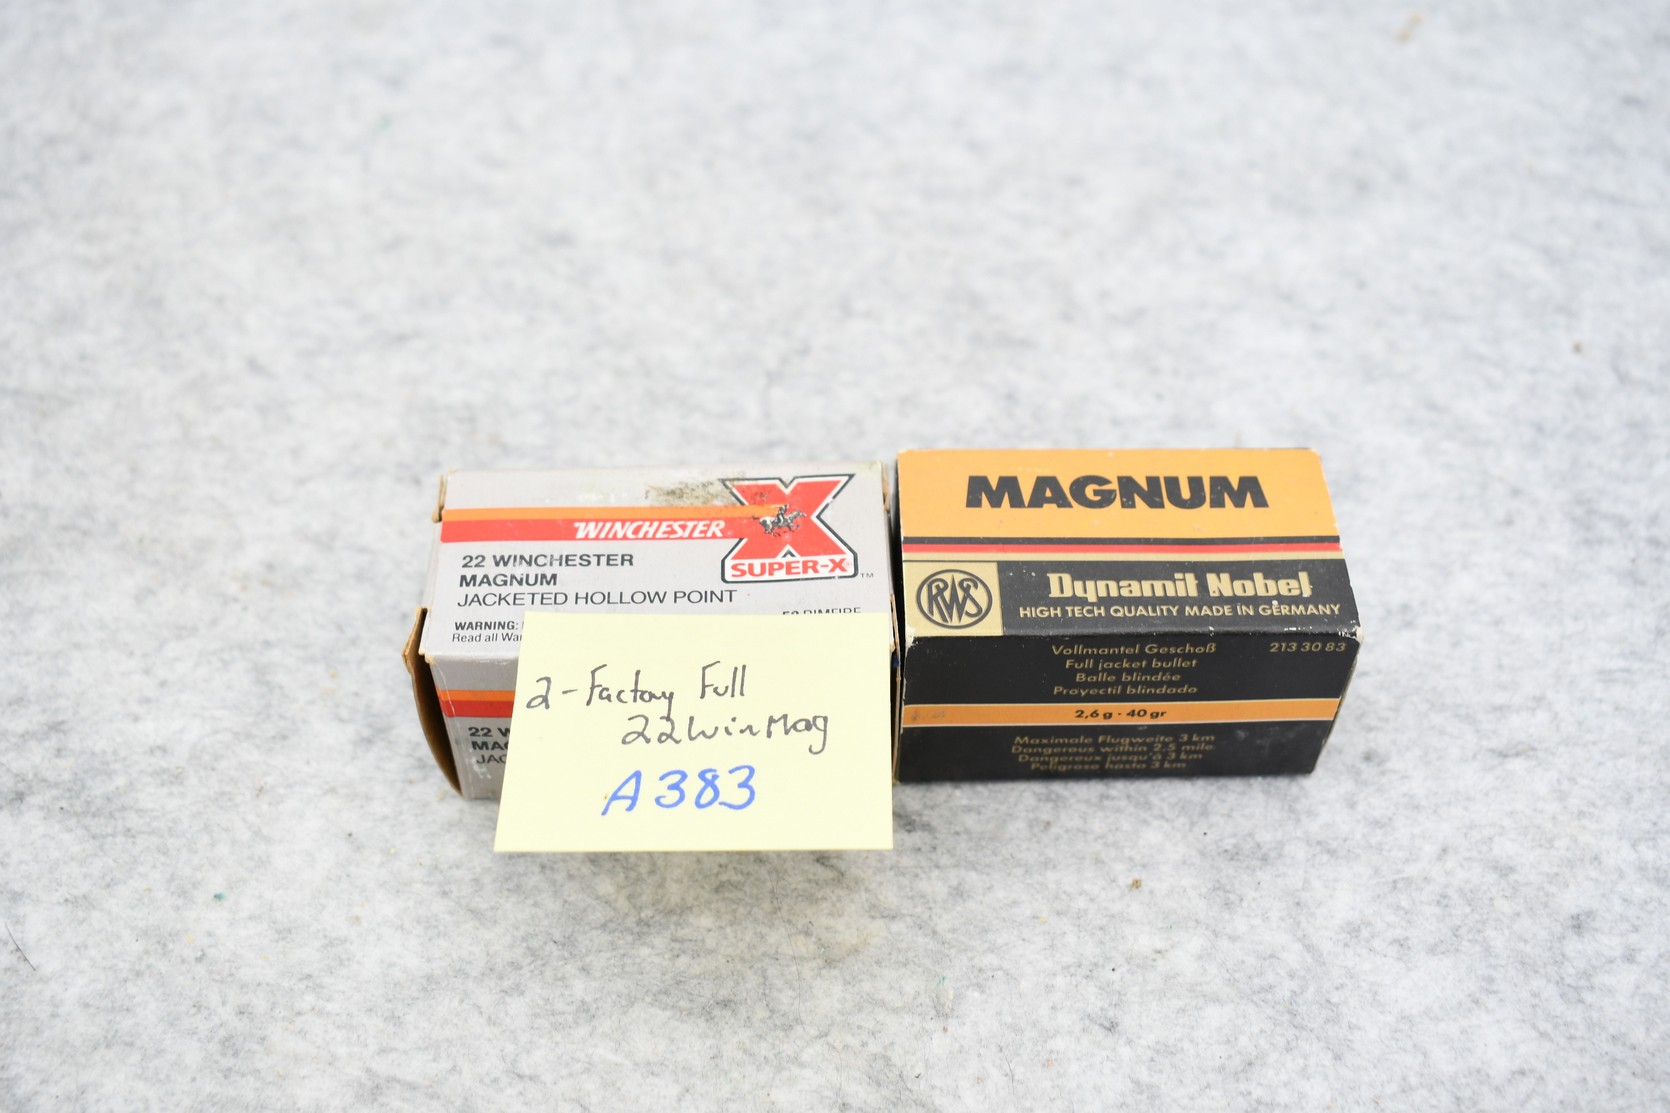 WINCHESTER
X
SUPER-X™
22 WINCHESTER
MAGNUM
JACKETED HOLLOW POINT
50 RIMFIRE
WARNING:
Read all
22
2-Factory Full
22 Win Mag
A383
MAGNUM
RWS
Dynamit Nobel
HIGH TECH QUALITY MADE IN GERMANY
Vollmantel Geschoß 213 30 83
Full jacket bullet
Balle blindée
Proyectil blindado
2,6 g · 40 gr
Maximale Flugweite 3 km
Dangerous within 2.5 mile
Dangereux jusqu'à 3 km
Peligroso hasta 3 km